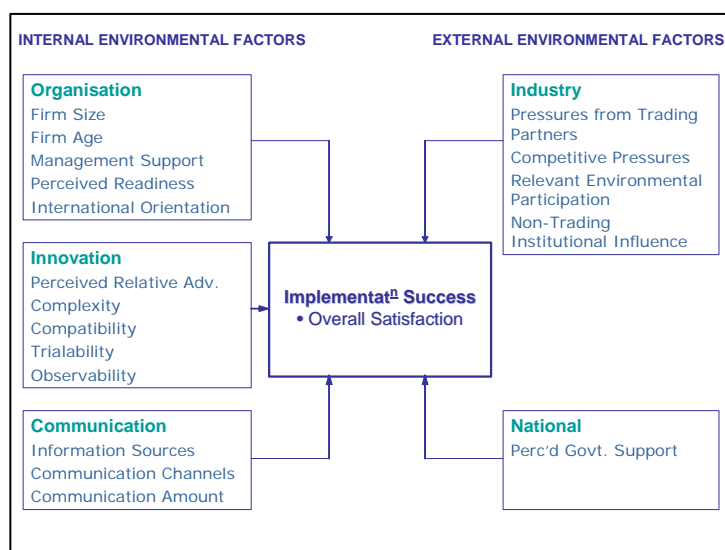 INTERNAL ENVIRONMENTAL FACTORS
Organisation
Firm Size
Firm Age
Management Support
Perceived Readiness
International Orientation
Innovation
Perceived Relative Adv.
Complexity
Compatibility
Trialability
Observability
Communication
Information Sources
Communication Channels
Communication Amount
Implementatⁿ Success
• Overall Satisfaction
EXTERNAL ENVIRONMENTAL FACTORS
Industry
Pressures from Trading
Partners
Competitive Pressures
Relevant Environmental
Participation
Non-Trading
Institutional Influence
National
Perc'd Govt. Support